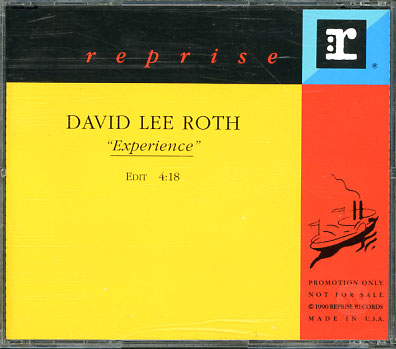 reprise
r
®
DAVID LEE ROTH
"Experience"
EDIT 4:18
PROMOTION ONLY
NOT FOR SALE
© 1990 REPRISE RECORDS
MADE IN U.S.A.